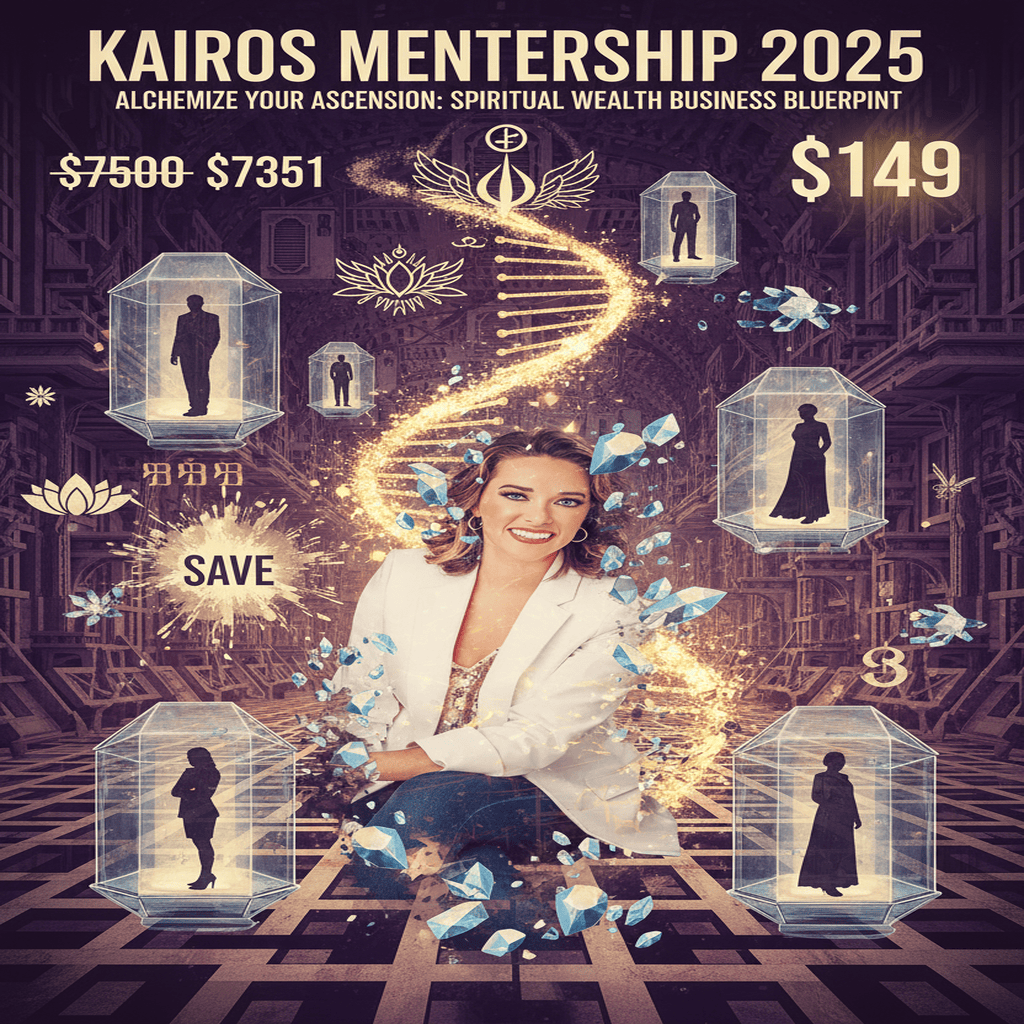 KAIROS MENTERSHIP 2025
ALCHEMIZE YOUR ASCENSION: SPIRITUAL WEALTH BUSINESS BLUERPINT
$7500 $7351
$149
SAVE